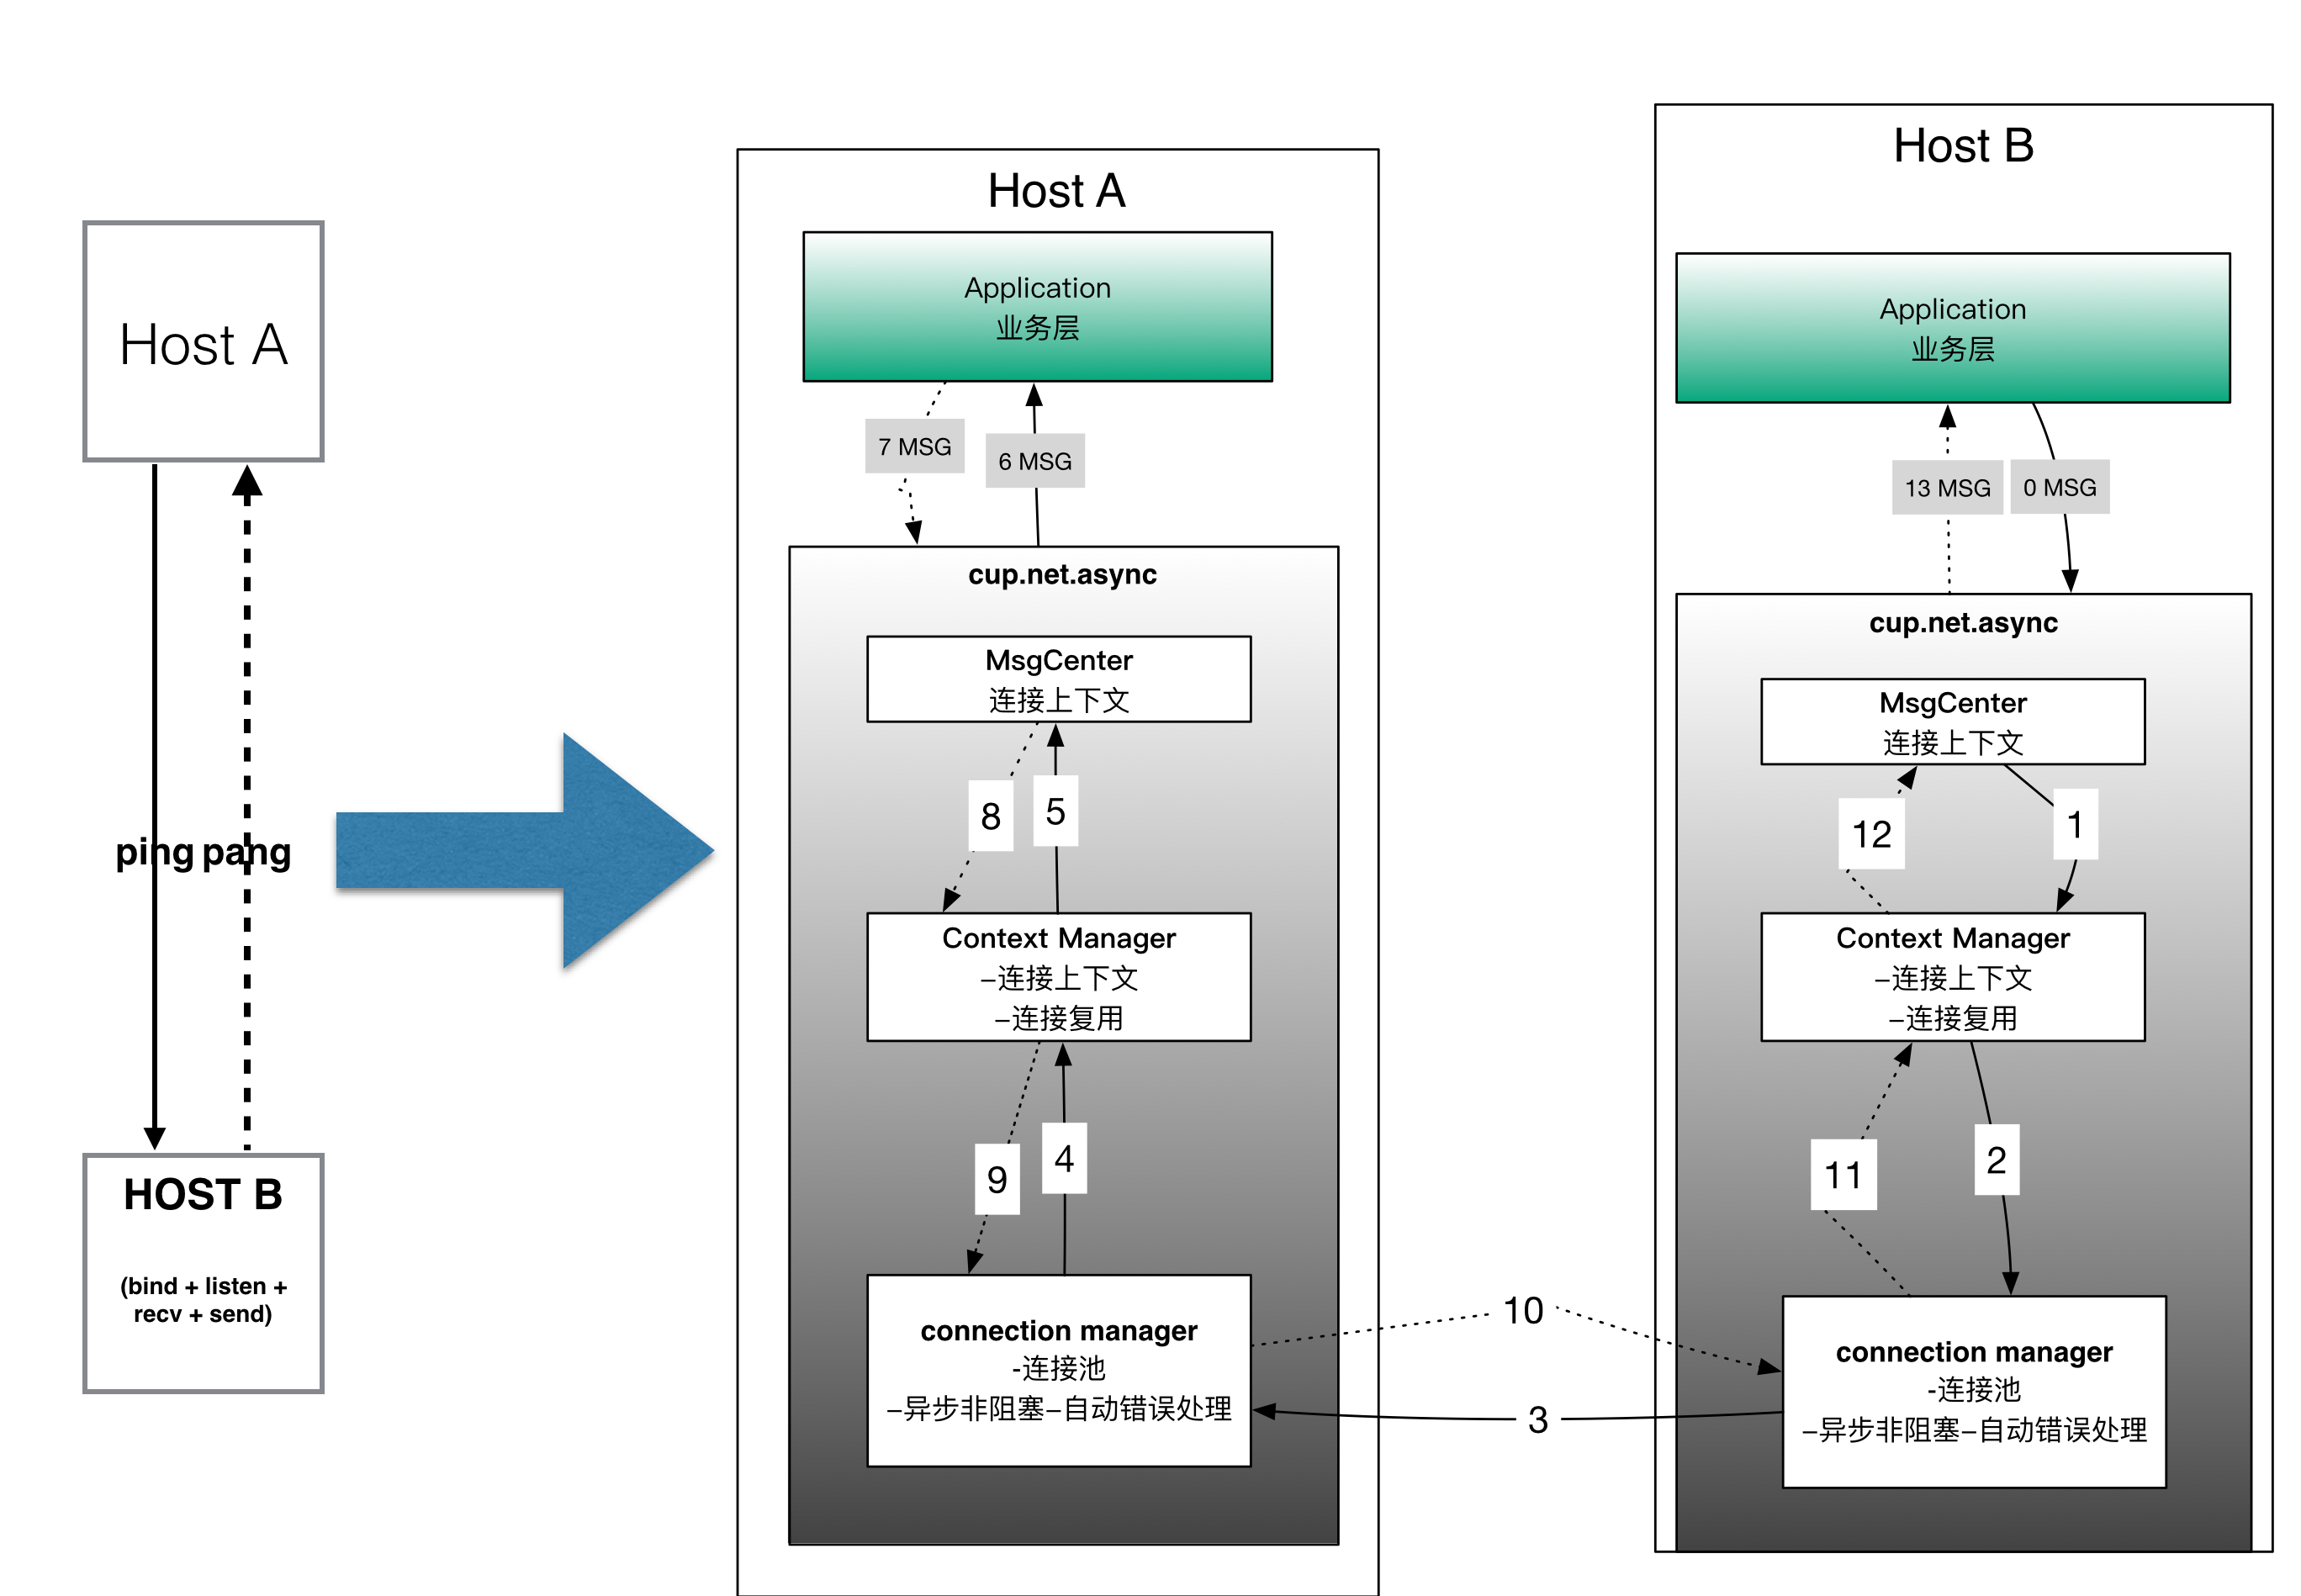 Host A
ping pang
HOST B
(bind + listen +
recv + send)
Host A
Application
业务层
7 MSG
6 MSG
cup.net.async
MsgCenter
连接上下文
8
5
Context Manager
–连接上下文
–连接复用
9
4
connection manager
-连接池
–异步非阻塞–自动错误处理
10
3
Host B
Application
业务层
13 MSG
0 MSG
cup.net.async
MsgCenter
连接上下文
12
1
Context Manager
–连接上下文
–连接复用
11
2
connection manager
-连接池
–异步非阻塞–自动错误处理